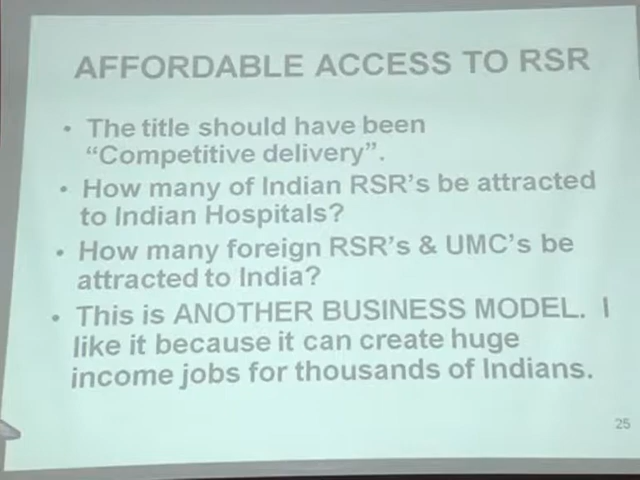 AFFORDABLE ACCESS TO RSR
• The title should have been
“Competitive delivery”.
• How many of Indian RSR’s be attracted
to Indian Hospitals?
• How many foreign RSR’s & UMC’s be
attracted to India?
• This is ANOTHER BUSINESS MODEL. I
like it because it can create huge
income jobs for thousands of Indians.
25